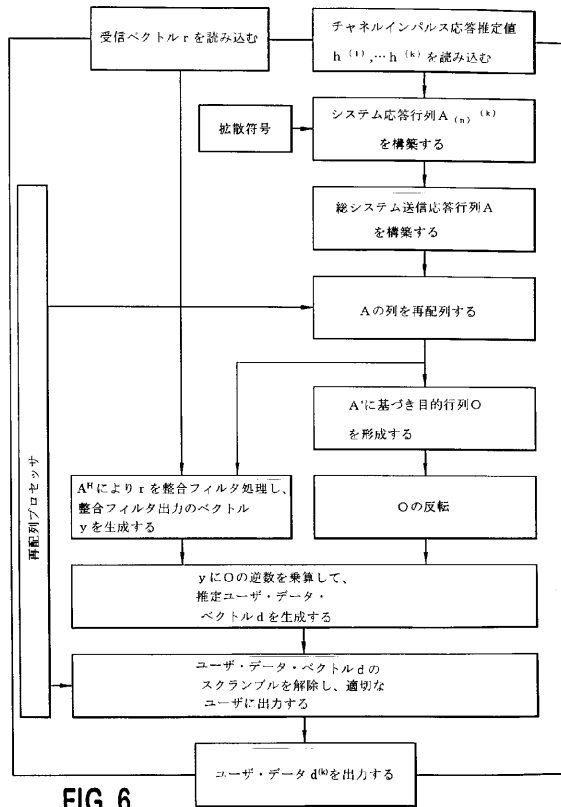 受信ベクトルrを読み込む
チャネルインパルス応答推定値
h⁽¹⁾,…h⁽ᵏ⁾を読み込む
拡散符号
システム応答行列A₍ₙ₎⁽ᵏ⁾
を構築する
総システム送信応答行列A
を構築する
Aの列を再配列する
A'に基づき目的行列O
を形成する
再配列プロセッサ
Aᴴによりrを整合フィルタ処理し、
整合フィルタ出力のベクトル
yを生成する
Oの反転
yにOの逆数を乗算して、
推定ユーザ・データ・
ベクトルdを生成する
ユーザ・データ・ベクトルdの
スクランブルを解除し、適切な
ユーザに出力する
ユーザ・データd⁽ᵏ⁾を出力する
FIG 6